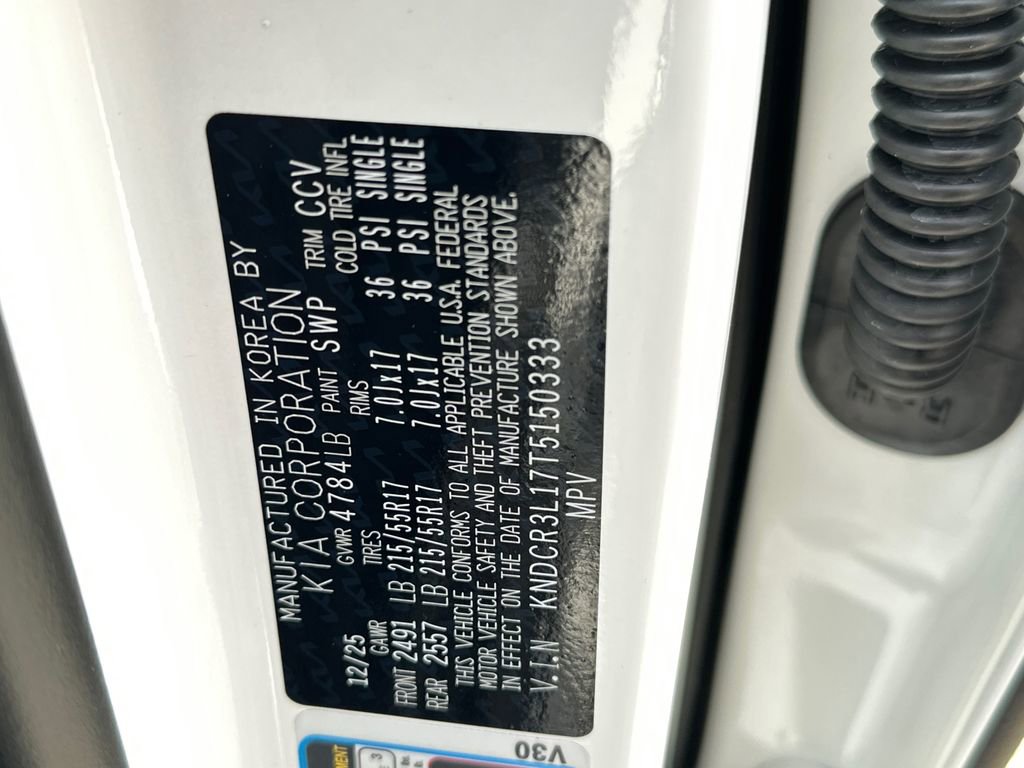 MANUFACTURED IN KOREA BY
KIA CORPORATION
12/25 GVWR 4784LB PAINT SWP TRIM CCV
GAWR TIRES RIMS COLD TIRE INFL
FRONT 2491 LB 215/55R17 7.0Jx17 36 PSI SINGLE
REAR 2557 LB 215/55R17 7.0Jx17 36 PSI SINGLE
THIS VEHICLE CONFORMS TO ALL APPLICABLE U.S.A. FEDERAL
MOTOR VEHICLE SAFETY AND THEFT PREVENTION STANDARDS
IN EFFECT ON THE DATE OF MANUFACTURE SHOWN ABOVE.
V.I.N KNDCR3L17T5150333
MPV
V30